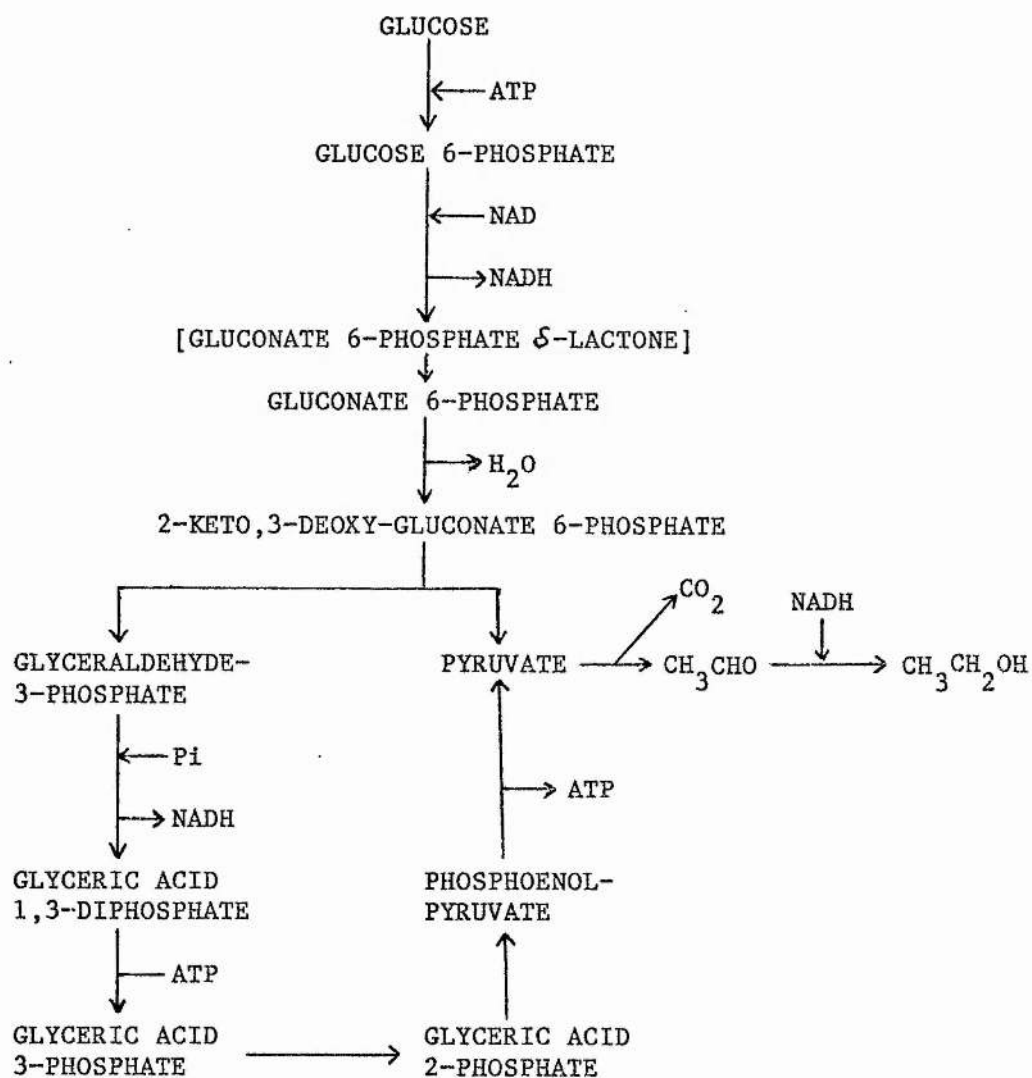 GLUCOSE
ATP
GLUCOSE 6-PHOSPHATE
NAD
NADH
[GLUCONATE 6-PHOSPHATE δ-LACTONE]
GLUCONATE 6-PHOSPHATE
H2O
2-KETO,3-DEOXY-GLUCONATE 6-PHOSPHATE
CO2 NADH
GLYCERALDEHYDE-
3-PHOSPHATE
PYRUVATE CH3CHO CH3CH2OH
Pi
ATP
NADH
GLYCERIC ACID
1,3-DIPHOSPHATE
PHOSPHOENOL-
PYRUVATE
ATP
GLYCERIC ACID
3-PHOSPHATE
GLYCERIC ACID
2-PHOSPHATE